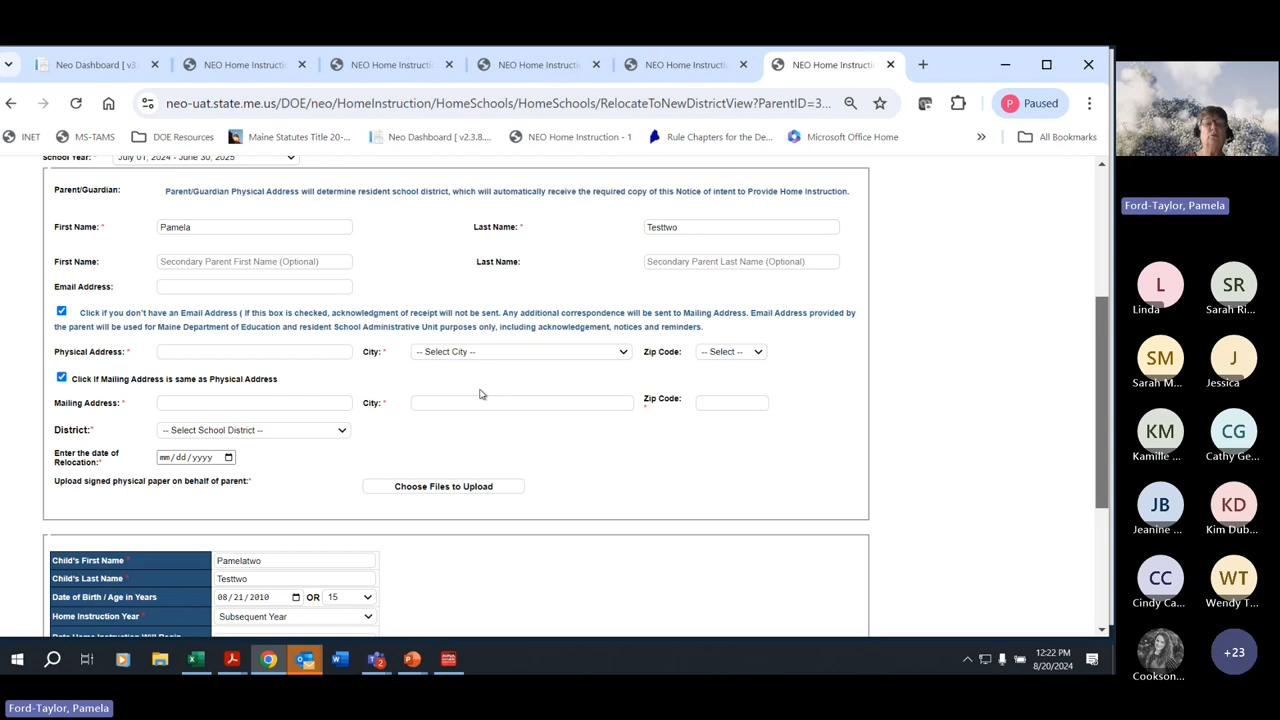 Neo Dashboard [ v3.
NEO Home Instructi
NEO Home Instructi
NEO Home Instructi
NEO Home Instructi
NEO Home Instructi
neo-uat.state.me.us/DOE/neo/HomeInstruction/HomeSchools/HomeSchools/RelocateToNewDistrictView?ParentID=3...
P Paused
INET
MS-TAMS
DOE Resources
Maine Statutes Title 20-...
Neo Dashboard [ v2.3.8....
NEO Home Instruction - 1
Rule Chapters for the De...
Microsoft Office Home
»
All Bookmarks
School Year: * July 01, 2024 - June 30, 2025
Parent/Guardian: Parent/Guardian Physical Address will determine resident school district, which will automatically receive the required copy of this Notice of intent to Provide Home Instruction.
First Name: * Pamela Last Name: * Testtwo
First Name: Secondary Parent First Name (Optional) Last Name: Secondary Parent Last Name (Optional)
Email Address:
Click if you don't have an Email Address ( If this box is checked, acknowledgment of receipt will not be sent. Any additional correspondence will be sent to Mailing Address. Email Address provided by
the parent will be used for Maine Department of Education and resident School Administrative Unit purposes only, including acknowledgement, notices and reminders.
Physical Address: * City: * -- Select City -- Zip Code: -- Select --
Click If Mailing Address is same as Physical Address
Mailing Address: * City: * Zip Code: *
District:* -- Select School District --
Enter the date of
Relocation:* mm/dd/yyyy
Upload signed physical paper on behalf of parent:* Choose Files to Upload
Child's First Name * Pamelatwo
Child's Last Name * Testtwo
Date of Birth / Age in Years 08/21/2010 OR 15
Home Instruction Year * Subsequent Year
Date Home Instruction Will Begin
12:22 PM
8/20/2024
Ford-Taylor, Pamela
L
Linda
SR
Sarah Ri...
SM
Sarah M...
J
Jessica
KM
Kamille ...
CG
Cathy Ge...
JB
Jeanine ...
KD
Kim Dub...
CC
Cindy Ca...
WT
Wendy T...
Cookson...
+23
Ford-Taylor, Pamela